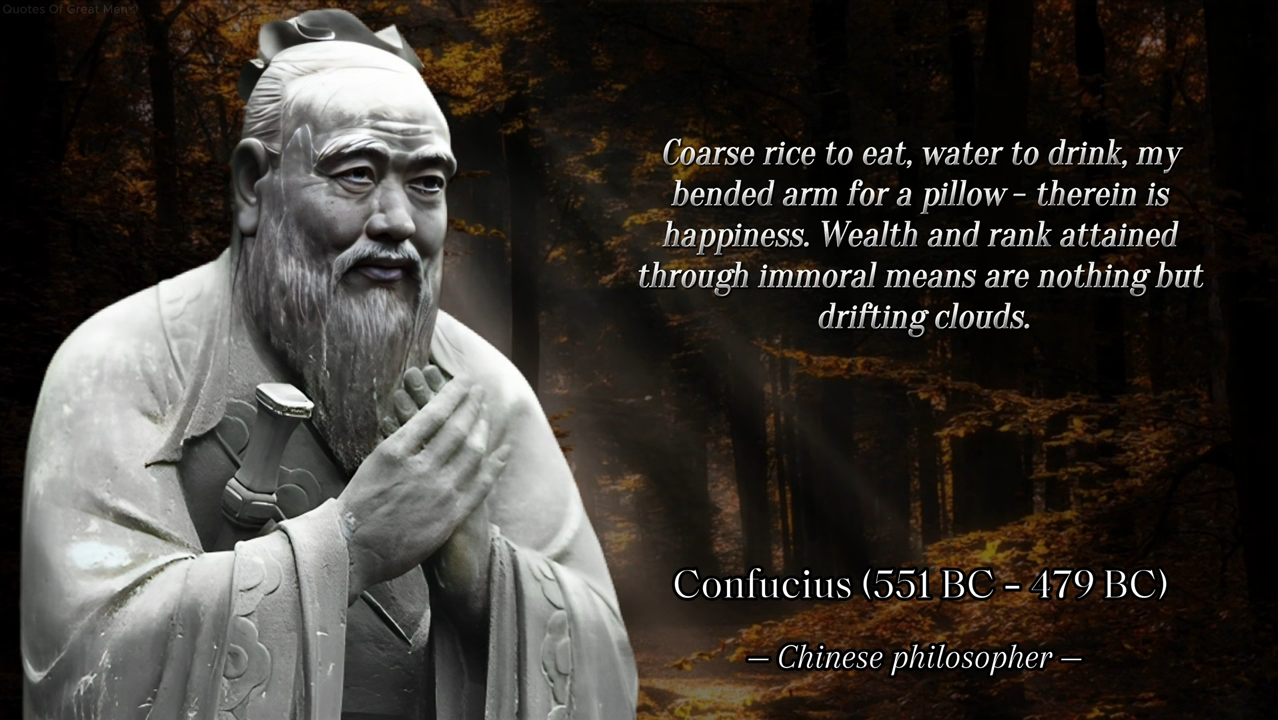 Quotes Of Great Men©
Coarse rice to eat, water to drink, my
bended arm for a pillow – therein is
happiness. Wealth and rank attained
through immoral means are nothing but
drifting clouds.
Confucius (551 BC – 479 BC)
— Chinese philosopher —